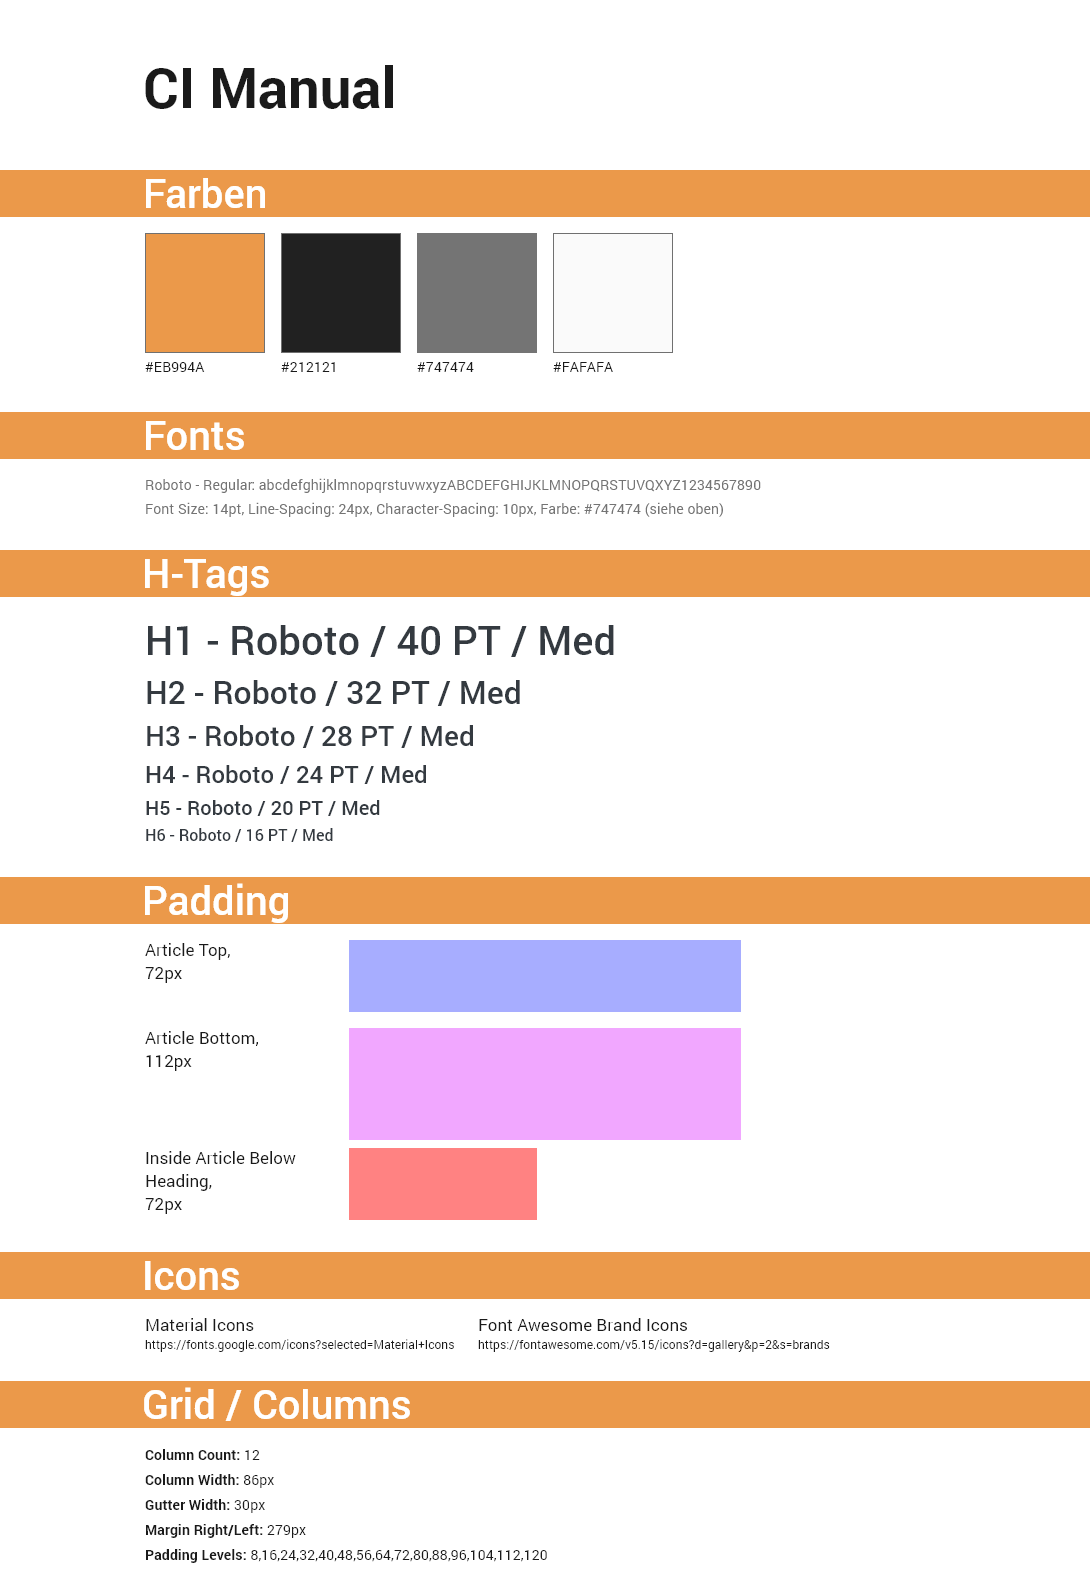 CI Manual
Farben
#EB994A
#212121
#747474
#FAFAFA
Fonts
Roboto - Regular: abcdefghijklmnopqrstuvwxyzABCDEFGHIJKLMNOPQRSTUVQXYZ1234567890
Font Size: 14pt, Line-Spacing: 24px, Character-Spacing: 10px, Farbe: #747474 (siehe oben)
H-Tags
H1 - Roboto / 40 PT / Med
H2 - Roboto / 32 PT / Med
H3 - Roboto / 28 PT / Med
H4 - Roboto / 24 PT / Med
H5 - Roboto / 20 PT / Med
H6 - Roboto / 16 PT / Med
Padding
Article Top,
72px
Article Bottom,
112px
Inside Article Below
Heading,
72px
Icons
Material Icons
https://fonts.google.com/icons?selected=Material+Icons
Font Awesome Brand Icons
https://fontawesome.com/v5.15/icons?d=gallery&p=2&s=brands
Grid / Columns
Column Count: 12
Column Width: 86px
Gutter Width: 30px
Margin Right/Left: 279px
Padding Levels: 8,16,24,32,40,48,56,64,72,80,88,96,104,112,120